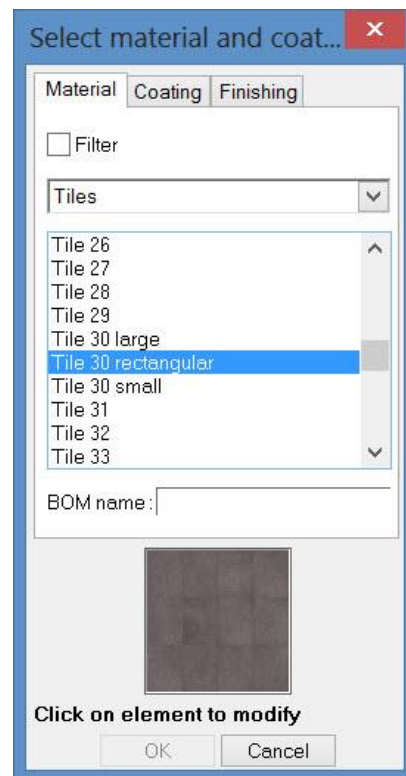 Select material and coat...
Material Coating Finishing
Filter
Tiles
Tile 26
Tile 27
Tile 28
Tile 29
Tile 30 large
Tile 30 rectangular
Tile 30 small
Tile 31
Tile 32
Tile 33
BOM name:
Click on element to modify
OK Cancel